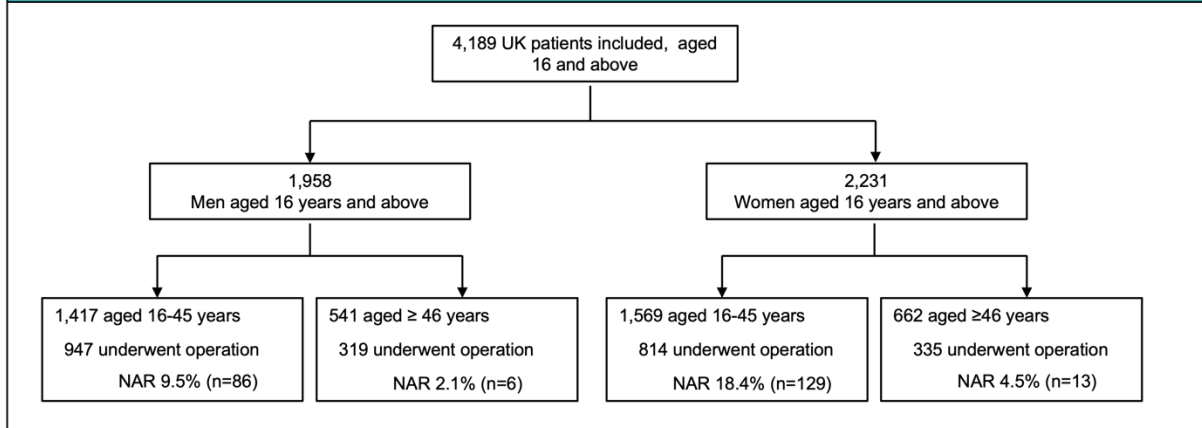 4,189 UK patients included, aged
16 and above
1,958
Men aged 16 years and above
2,231
Women aged 16 years and above
1,417 aged 16-45 years
947 underwent operation
NAR 9.5% (n=86)
541 aged ≥ 46 years
319 underwent operation
NAR 2.1% (n=6)
1,569 aged 16-45 years
814 underwent operation
NAR 18.4% (n=129)
662 aged ≥46 years
335 underwent operation
NAR 4.5% (n=13)